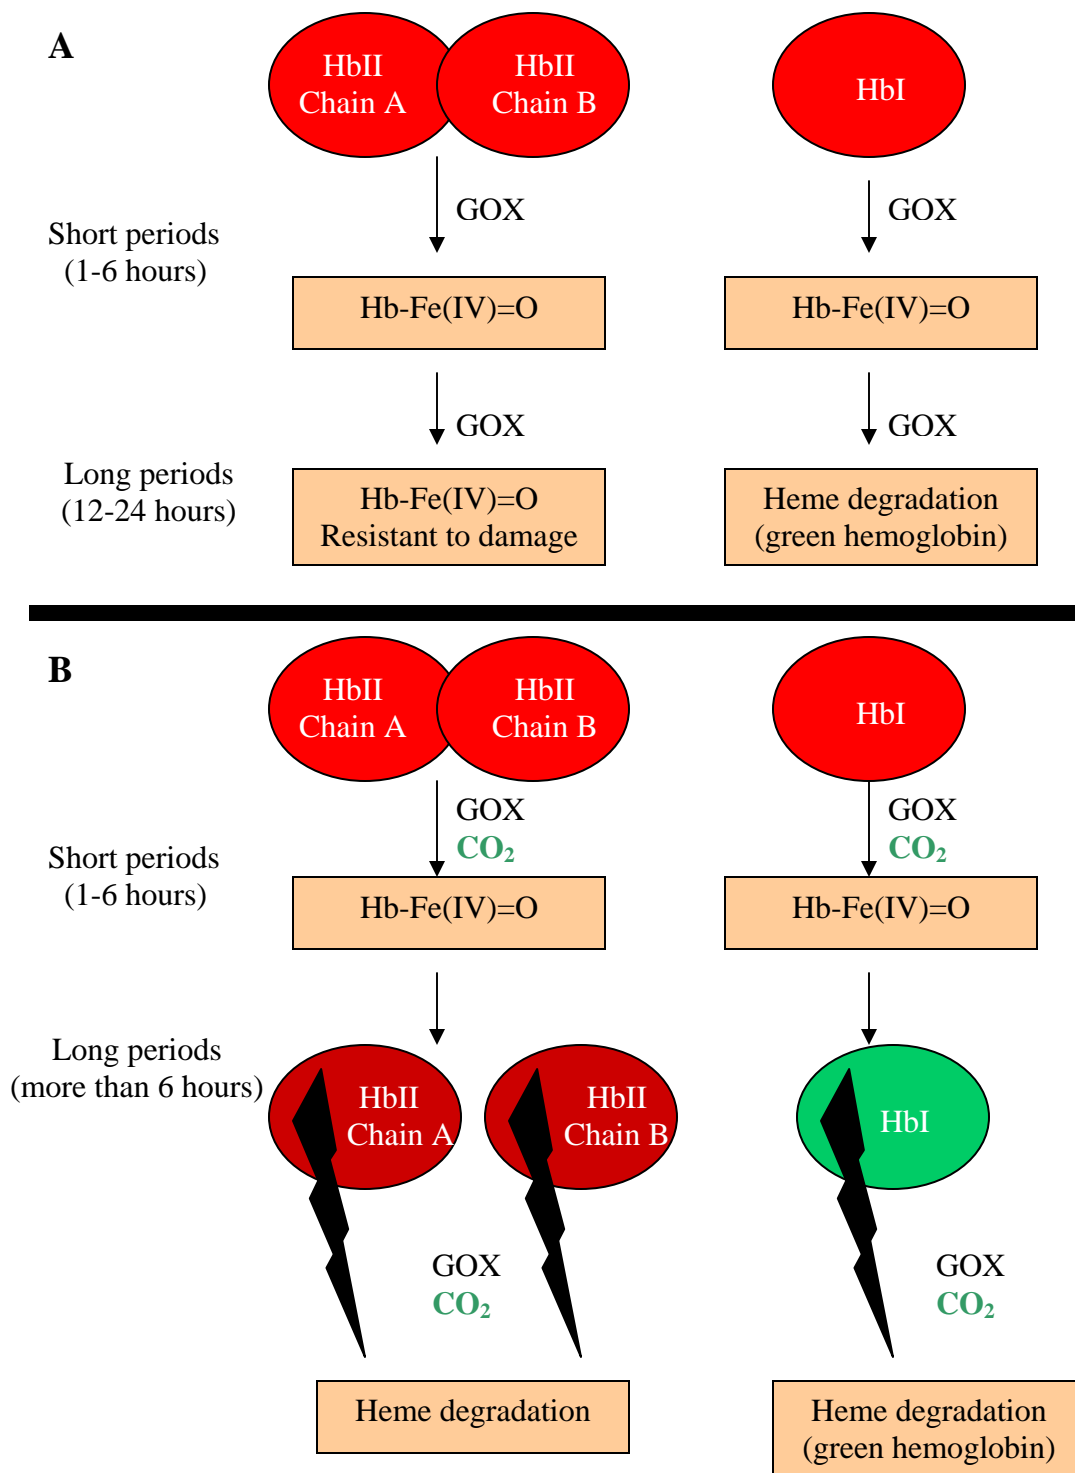 A
HbII
Chain A
HbII
Chain B
HbI
GOX
GOX
Short periods
(1-6 hours)
Hb-Fe(IV)=O
Hb-Fe(IV)=O
GOX
GOX
Long periods
(12-24 hours)
Hb-Fe(IV)=O
Resistant to damage
Heme degradation
(green hemoglobin)
B
HbII
Chain A
HbII
Chain B
HbI
GOX
CO₂
GOX
CO₂
Short periods
(1-6 hours)
Hb-Fe(IV)=O
Hb-Fe(IV)=O
Long periods
(more than 6 hours)
HbII
Chain A
HbII
Chain B
HbI
GOX
CO₂
GOX
CO₂
Heme degradation
Heme degradation
(green hemoglobin)